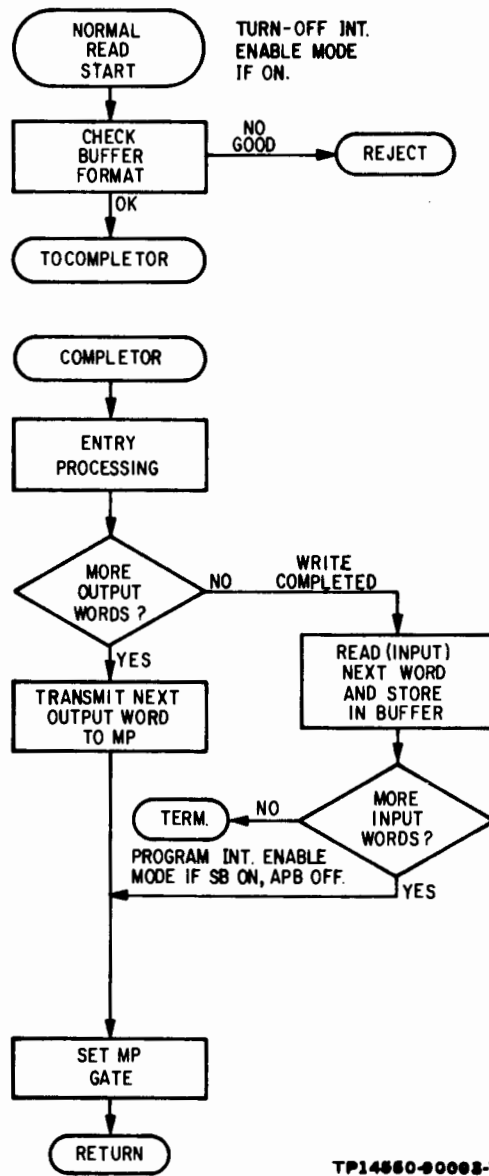 NORMAL
READ
START
TURN-OFF INT.
ENABLE MODE
IF ON.
CHECK
BUFFER
FORMAT
NO
GOOD
REJECT
OK
TO COMPLETOR
COMPLETOR
ENTRY
PROCESSING
MORE
OUTPUT
WORDS ?
NO
WRITE
COMPLETED
YES
READ (INPUT)
NEXT WORD
AND STORE
IN BUFFER
TRANSMIT NEXT
OUTPUT WORD
TO MP
MORE
INPUT
WORDS ?
NO
TERM.
PROGRAM INT. ENABLE
MODE IF SB ON, APB OFF.
YES
SET MP
GATE
RETURN